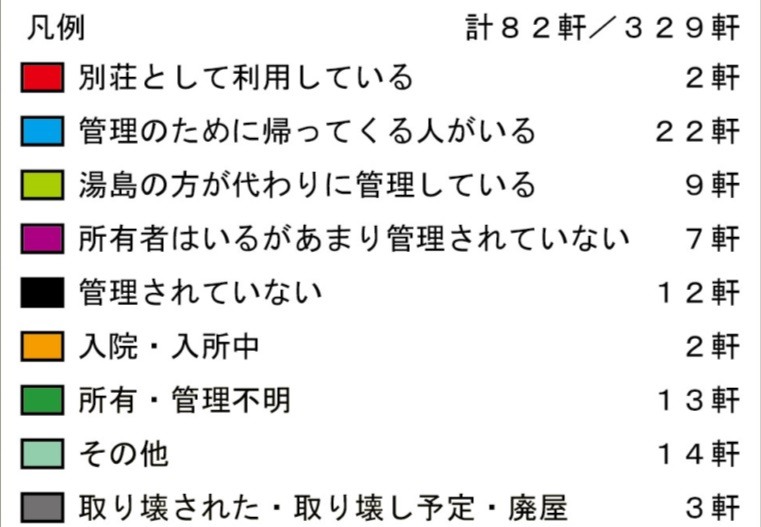 凡例 計８２軒／３２９軒
別荘として利用している ２軒
管理のために帰ってくる人がいる ２２軒
湯島の方が代わりに管理している ９軒
所有者はいるがあまり管理されていない ７軒
管理されていない １２軒
入院・入所中 ２軒
所有・管理不明 １３軒
その他 １４軒
取り壊された・取り壊し予定・廃屋 ３軒